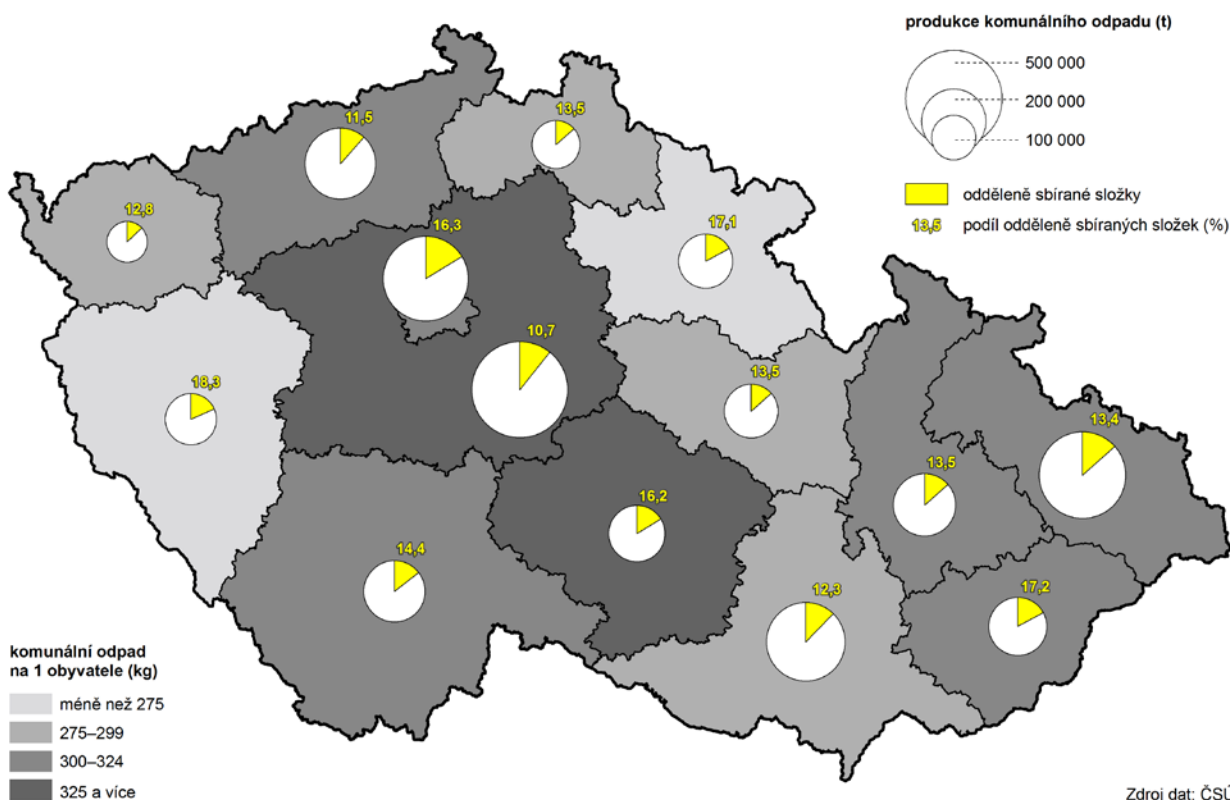 produkce komunálního odpadu (t)
500 000
200 000
100 000
odděleně sbírané složky
13,5 podíl odděleně sbíraných složek (%)
11,5
13,5
12,8
16,3
17,1
18,3
10,7
13,5
13,4
13,5
16,2
14,4
12,3
17,2
komunální odpad
na 1 obyvatele (kg)
méně než 275
275–299
300–324
325 a více
Zdroj dat: ČSÚ